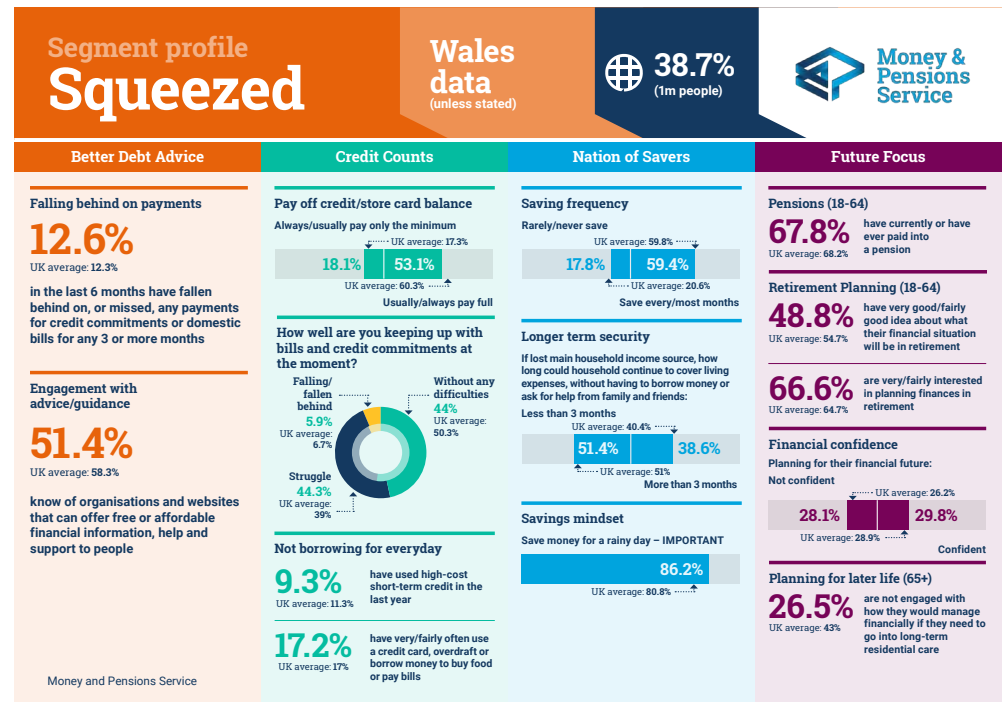 Segment profile
Squeezed
Wales
data
(unless stated)
38.7%
(1m people)
Money &
Pensions
Service
Better Debt Advice
Falling behind on payments
12.6%
UK average: 12.3%
in the last 6 months have fallen
behind on, or missed, any payments
for credit commitments or domestic
bills for any 3 or more months
Engagement with
advice/guidance
51.4%
UK average: 58.3%
know of organisations and websites
that can offer free or affordable
financial information, help and
support to people
Money and Pensions Service
Credit Counts
Pay off credit/store card balance
Always/usually pay only the minimum
UK average: 17.3%
18.1%
53.1%
UK average: 60.3%
Usually/always pay full
How well are you keeping up with
bills and credit commitments at
the moment?
Falling/
fallen
behind
5.9%
UK average:
6.7%
Without any
difficulties
44%
UK average:
50.3%
Struggle
44.3%
UK average:
39%
Not borrowing for everyday
9.3%
UK average: 11.3%
have used high-cost
short-term credit in the
last year
17.2%
UK average: 17%
have very/fairly often use
a credit card, overdraft or
borrow money to buy food
or pay bills
Nation of Savers
Saving frequency
Rarely/never save
UK average: 59.8%
17.8%
59.4%
UK average: 20.6%
Save every/most months
Longer term security
If lost main household income source, how
long could household continue to cover living
expenses, without having to borrow money or
ask for help from family and friends:
Less than 3 months
UK average: 40.4%
51.4%
38.6%
UK average: 51%
More than 3 months
Savings mindset
Save money for a rainy day – IMPORTANT
86.2%
UK average: 80.8%
Future Focus
Pensions (18-64)
67.8%
UK average: 68.2%
have currently or have
ever paid into
a pension
Retirement Planning (18-64)
48.8%
UK average: 54.7%
have very good/fairly
good idea about what
their financial situation
will be in retirement
66.6%
UK average: 64.7%
are very/fairly interested
in planning finances in
retirement
Financial confidence
Planning for their financial future:
Not confident
UK average: 26.2%
28.1%
29.8%
UK average: 28.9%
Confident
Planning for later life (65+)
26.5%
UK average: 43%
are not engaged with
how they would manage
financially if they need to
go into long-term
residential care